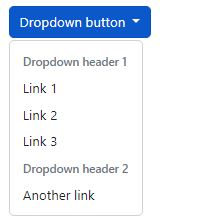 Dropdown button
Dropdown header 1
Link 1
Link 2
Link 3
Dropdown header 2
Another link